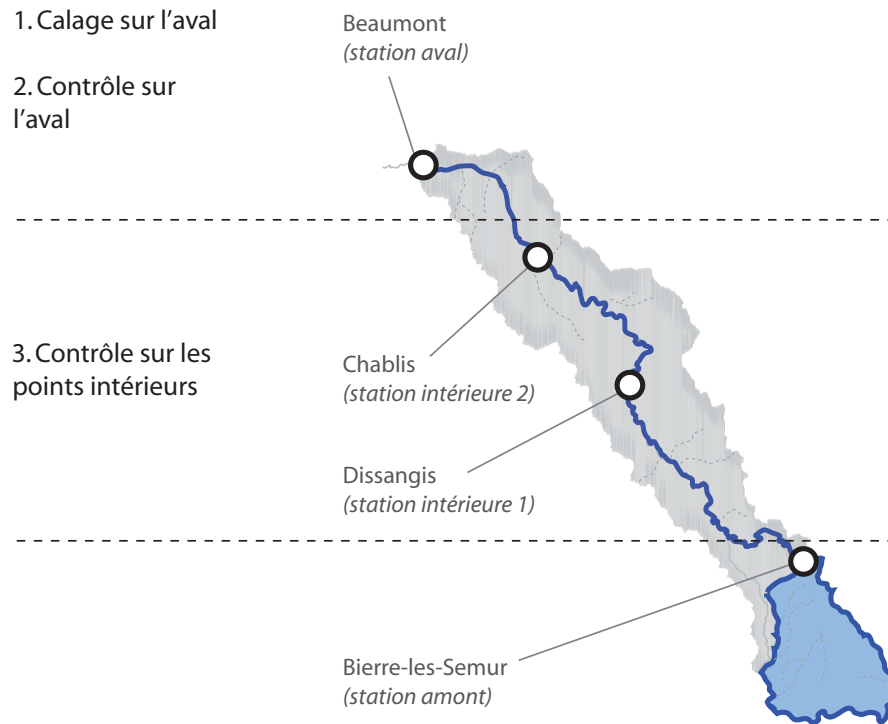 1. Calage sur l’aval
2. Contrôle sur
l’aval
Beaumont
(station aval)
3. Contrôle sur les
points intérieurs
Chablis
(station intérieure 2)
Dissangis
(station intérieure 1)
Bierre-les-Semur
(station amont)